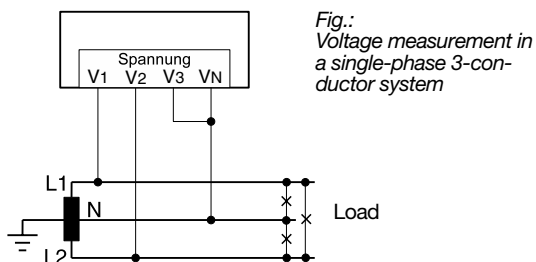 Fig.:
Voltage measurement in
a single-phase 3-con-
ductor system
Spannung
V1 V2 V3 VN
L1
N
Load
L2